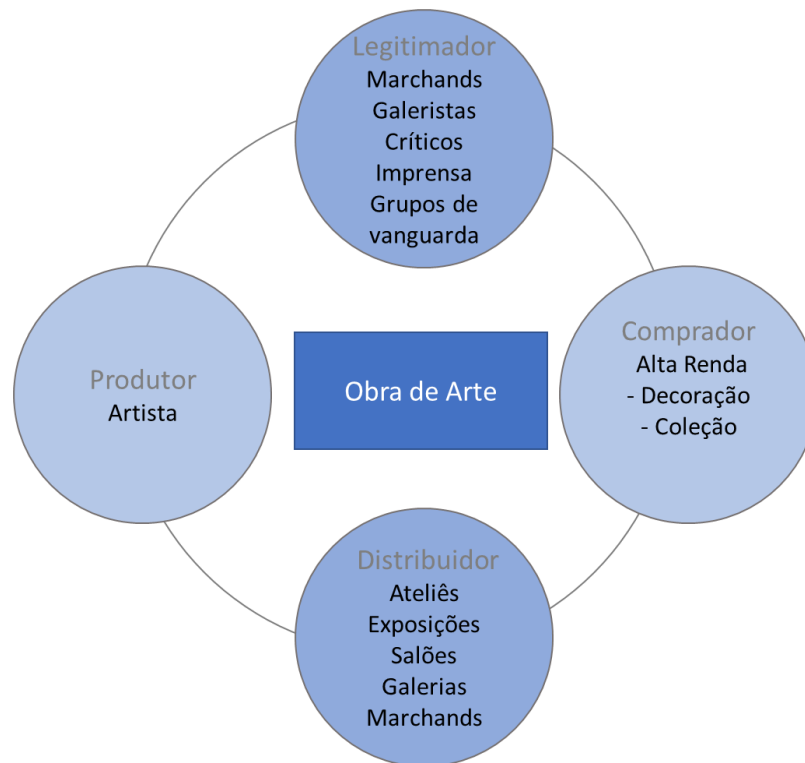 Legitimador
Marchands
Galeristas
Críticos
Imprensa
Grupos de
vanguarda
Produtor
Artista
Obra de Arte
Comprador
Alta Renda
- Decoração
- Coleção
Distribuidor
Ateliês
Exposições
Salões
Galerias
Marchands